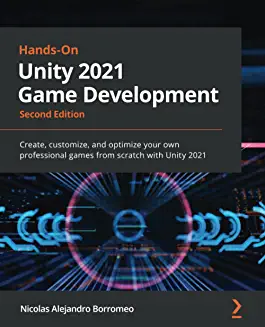 Hands-On
Unity 2021
Game Development
Second Edition
Create, customize, and optimize your own
professional games from scratch with Unity 2021
Nicolas Alejandro Borromeo